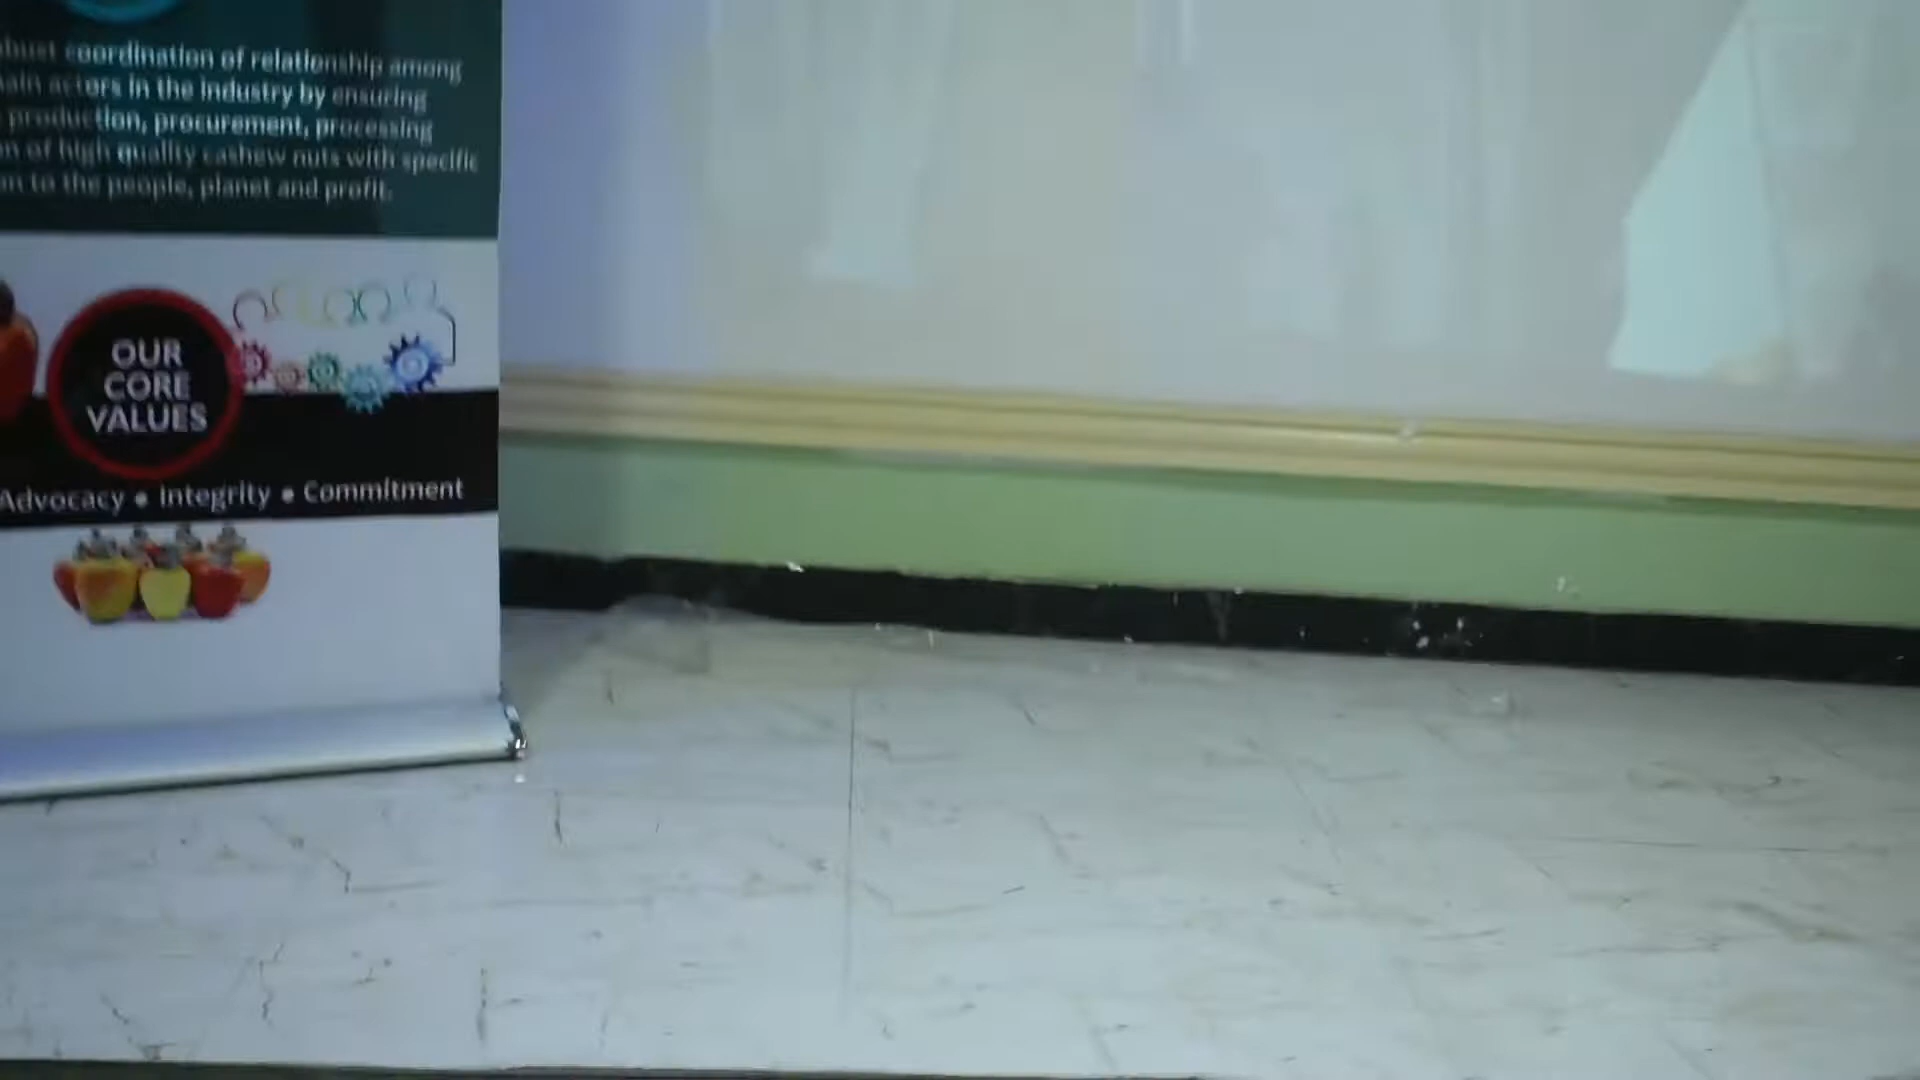 coordination of relationship among
actors in the industry by ensuring
production, procurement, processing
of high quality cashew nuts with specific
to the people, planet and profit.
OUR
CORE
VALUES
Advocacy • Integrity • Commitment